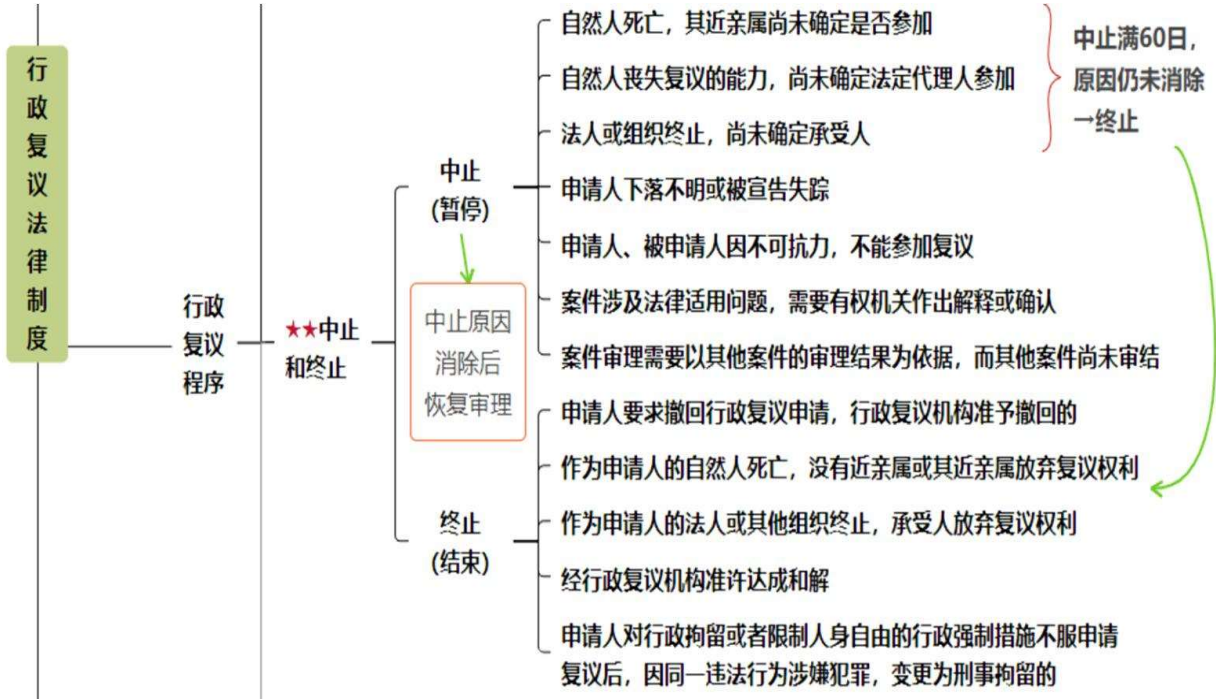 行政复议法律制度
行政
复议
程序
★★中止
和终止
中止
(暂停)
中止原因
消除后
恢复审理
自然人死亡，其近亲属尚未确定是否参加
自然人丧失复议的能力，尚未确定法定代理人参加
法人或组织终止，尚未确定承受人
中止满60日，
原因仍未消除
→终止
申请人下落不明或被宣告失踪
申请人、被申请人因不可抗力，不能参加复议
案件涉及法律适用问题，需要有权机关作出解释或确认
案件审理需要以其他案件的审理结果为依据，而其他案件尚未审结
终止
(结束)
申请人要求撤回行政复议申请，行政复议机构准予撤回的
作为申请人的自然人死亡，没有近亲属或其近亲属放弃复议权利
作为申请人的法人或其他组织终止，承受人放弃复议权利
经行政复议机构准许达成和解
申请人对行政拘留或者限制人身自由的行政强制措施不服申请
复议后，因同一违法行为涉嫌犯罪，变更为刑事拘留的